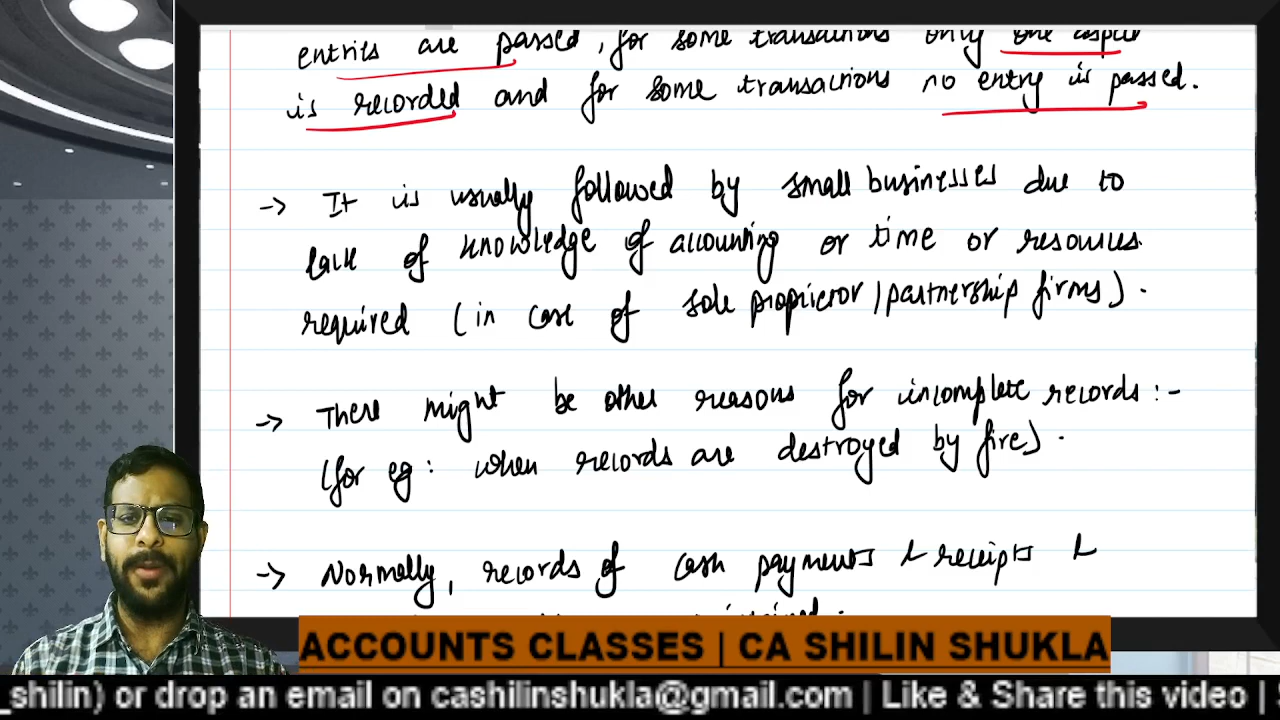 entries are passed, for some transactions only one aspect
is recorded and for some transactions no entry is passed.
-> It is usually followed by small businesses due to
lack of knowledge of accounting or time or resources
required (in case of sole proprietor / partnership firms).
-> There might be other reasons for incomplete records :-
(for eg: when records are destroyed by fire).
-> Normally, records of cash payments & receipts &
ACCOUNTS CLASSES | CA SHILIN SHUKLA
_shilin) or drop an email on cashilinshukla@gmail.com | Like & Share this video |